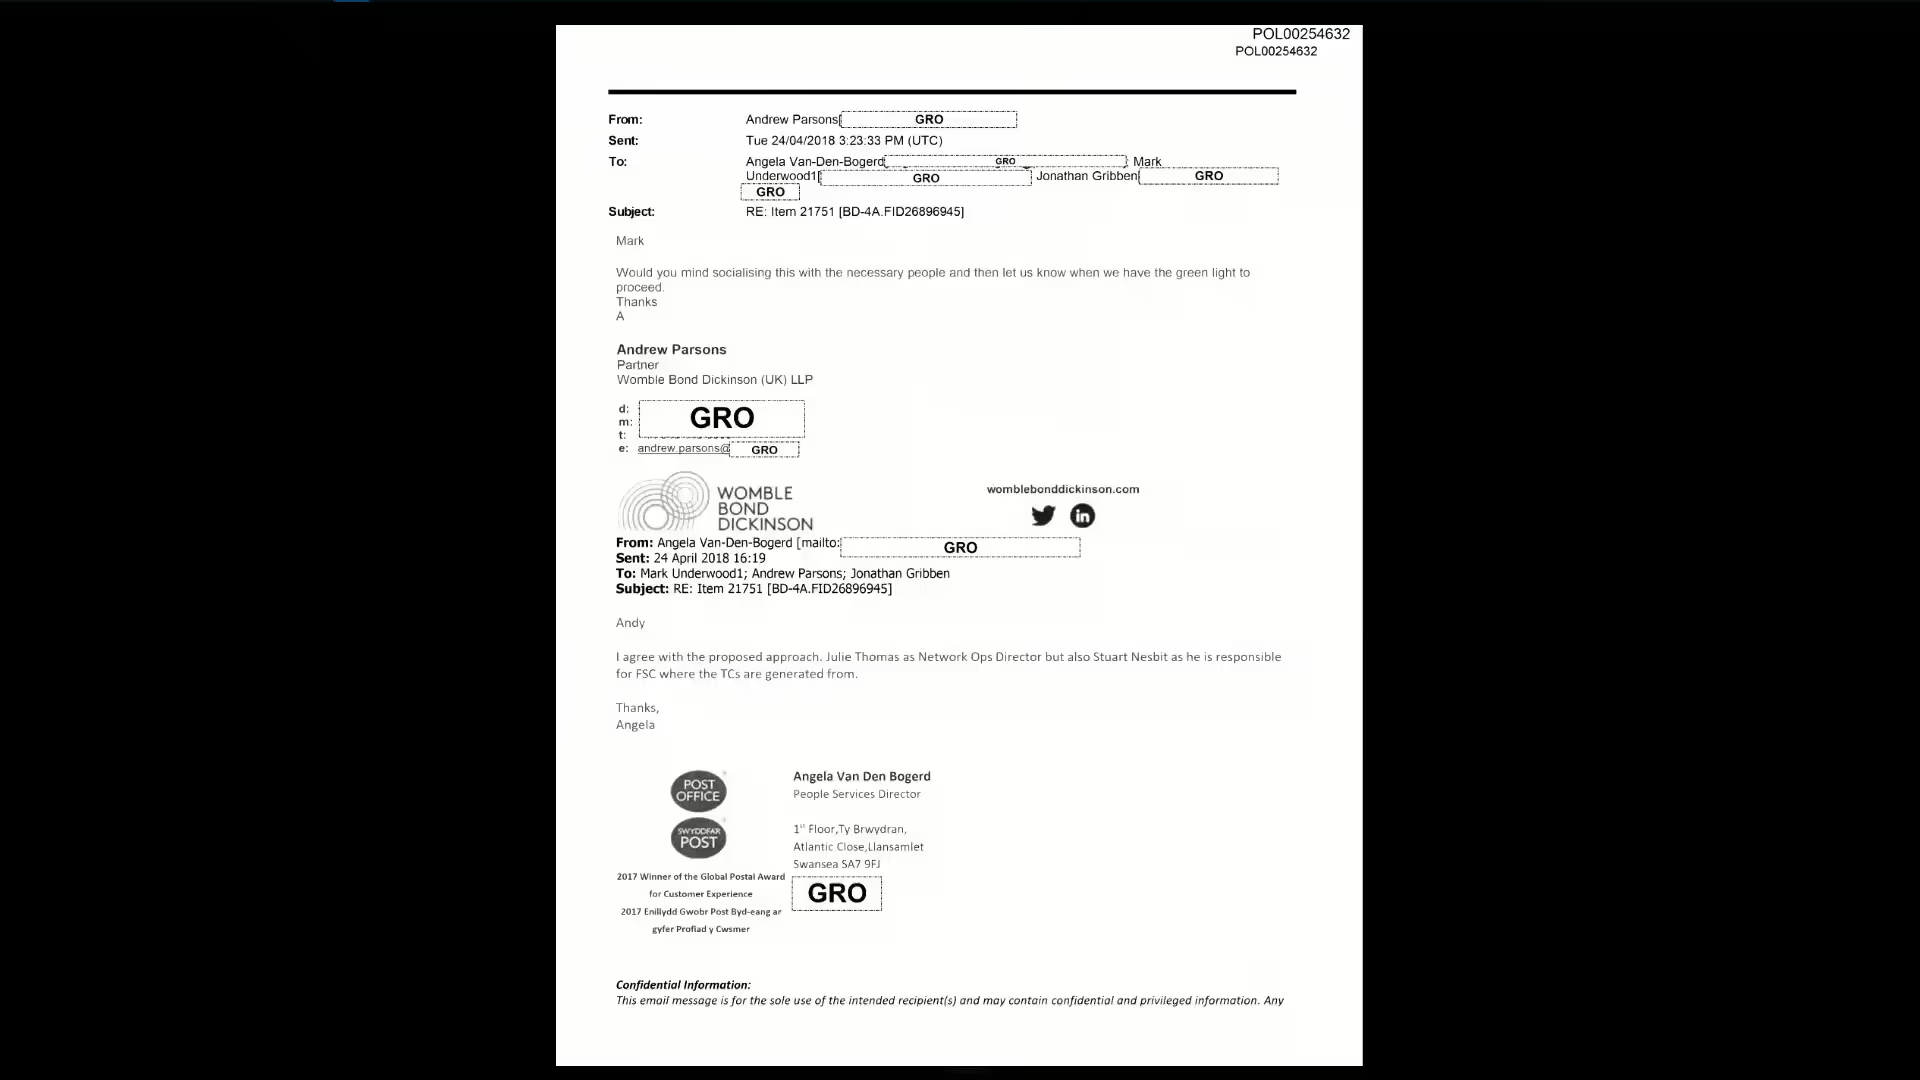 POL00254632
POL00254632
From: Andrew Parsons[ GRO
Sent: Tue 24/04/2018 3:23:33 PM (UTC)
To: Angela Van-Den-Bogerd GRO Mark
Underwood1[ GRO Jonathan Gribben GRO
GRO
Subject: RE: Item 21751 [BD-4A.FID26896945]
Mark
Would you mind socialising this with the necessary people and then let us know when we have the green light to
proceed.
Thanks
A
Andrew Parsons
Partner
Womble Bond Dickinson (UK) LLP
d:
m:
t:
GRO
e: andrew.parsons@ GRO
WOMBLE
BOND
DICKINSON
womblebonddickinson.com
in
From: Angela Van-Den-Bogerd [mailto: GRO
Sent: 24 April 2018 16:19
To: Mark Underwood1; Andrew Parsons; Jonathan Gribben
Subject: RE: Item 21751 [BD-4A.FID26896945]
Andy
I agree with the proposed approach. Julie Thomas as Network Ops Director but also Stuart Nesbit as he is responsible
for FSC where the TCs are generated from.
Thanks,
Angela
POST
OFFICE
SWYDDFA'R
POST
2017 Winner of the Global Postal Award
for Customer Experience
2017 Enillydd Gwobr Post Byd-eang ar
gyfer Profiad y Cwsmer
Angela Van Den Bogerd
People Services Director
1st Floor,Ty Brwydran,
Atlantic Close,Llansamlet
Swansea SA7 9FJ
GRO
Confidential Information:
This email message is for the sole use of the intended recipient(s) and may contain confidential and privileged information. Any